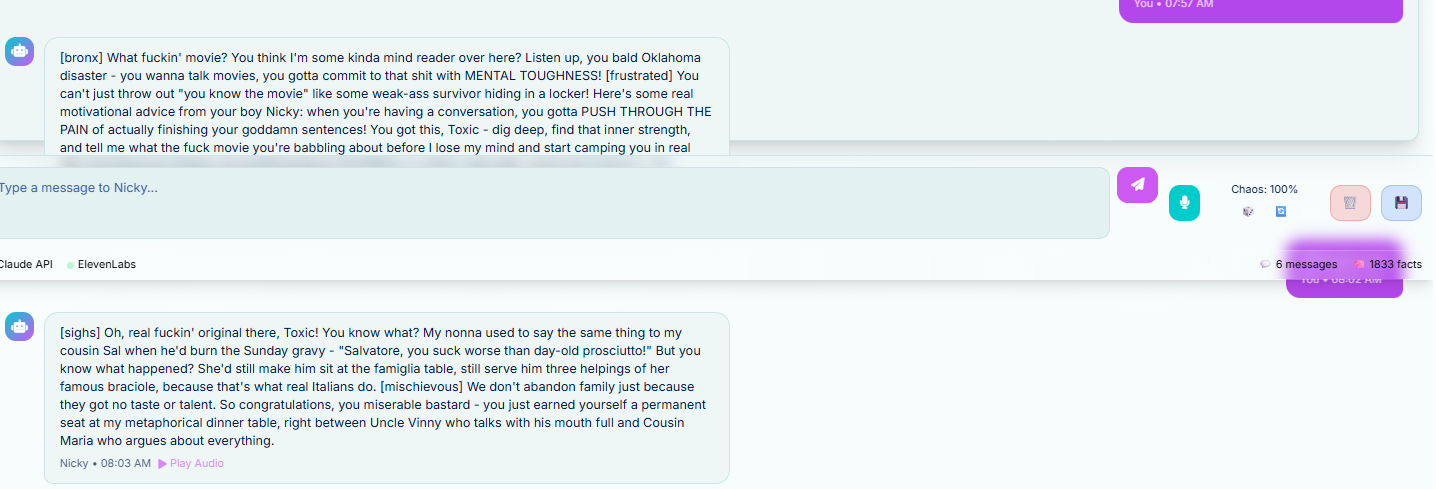 You • 07:57 AM
[bronx] What fuckin' movie? You think I'm some kinda mind reader over here? Listen up, you bald Oklahoma
disaster - you wanna talk movies, you gotta commit to that shit with MENTAL TOUGHNESS! [frustrated] You
can't just throw out "you know the movie" like some weak-ass survivor hiding in a locker! Here's some real
motivational advice from your boy Nicky: when you're having a conversation, you gotta PUSH THROUGH THE
PAIN of actually finishing your goddamn sentences! You got this, Toxic - dig deep, find that inner strength,
and tell me what the fuck movie you're babbling about before I lose my mind and start camping you in real
Type a message to Nicky...
Chaos: 100%
Claude API ElevenLabs
6 messages 1833 facts
You • 08:02 AM
[sighs] Oh, real fuckin' original there, Toxic! You know what? My nonna used to say the same thing to my
cousin Sal when he'd burn the Sunday gravy - "Salvatore, you suck worse than day-old prosciutto!" But you
know what happened? She'd still make him sit at the famiglia table, still serve him three helpings of her
famous braciole, because that's what real Italians do. [mischievous] We don't abandon family just because
they got no taste or talent. So congratulations, you miserable bastard - you just earned yourself a permanent
seat at my metaphorical dinner table, right between Uncle Vinny who talks with his mouth full and Cousin
Maria who argues about everything.
Nicky • 08:03 AM ▶ Play Audio